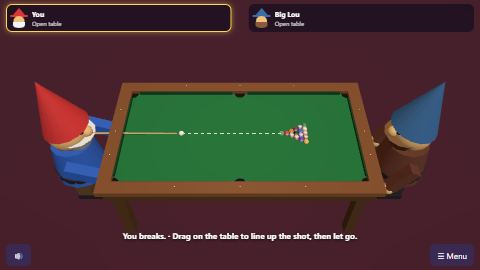 You
Open table
Big Lou
Open table
You breaks. · Drag on the table to line up the shot, then let go.
☰ Menu